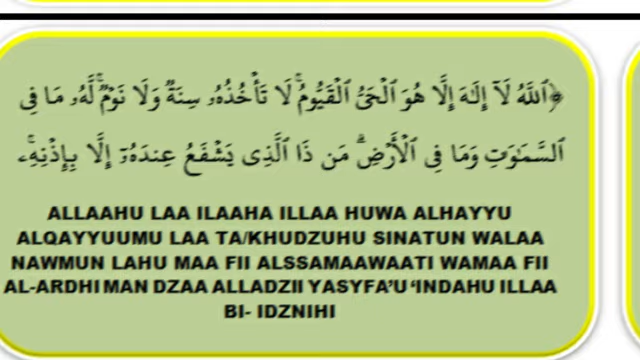 ﴿ٱللَّهُ لَآ إِلَـٰهَ إِلَّا هُوَ ٱلْحَىُّ ٱلْقَيُّومُ ۚ لَا تَأْخُذُهُۥ سِنَةٌ وَلَا نَوْمٌ ۚ لَّهُۥ مَا فِى
ٱلسَّمَـٰوَٰتِ وَمَا فِى ٱلْأَرْضِ ۗ مَن ذَا ٱلَّذِى يَشْفَعُ عِندَهُۥٓ إِلَّا بِإِذْنِهِۦ ۚ
ALLAAHU LAA ILAAHA ILLAA HUWA ALHAYYU
ALQAYYUUMU LAA TA/KHUDZUHU SINATUN WALAA
NAWMUN LAHU MAA FII ALSSAMAAWAATI WAMAA FII
AL-ARDHI MAN DZAA ALLADZII YASYFA’U ‘INDAHU ILLAA
BI- IDZNIHI